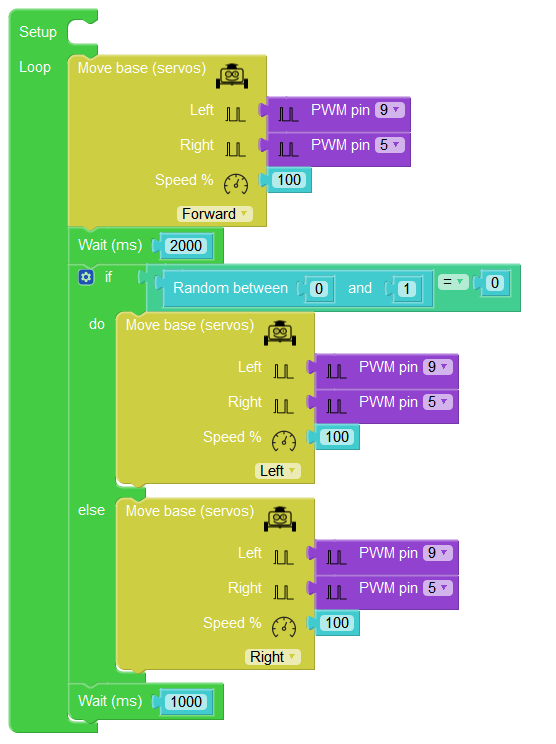 Setup
Loop
Move base (servos)
Left PWM pin 9
Right PWM pin 5
Speed % 100
Forward
Wait (ms) 2000
if Random between 0 and 1 = 0
do Move base (servos)
Left PWM pin 9
Right PWM pin 5
Speed % 100
Left
else Move base (servos)
Left PWM pin 9
Right PWM pin 5
Speed % 100
Right
Wait (ms) 1000